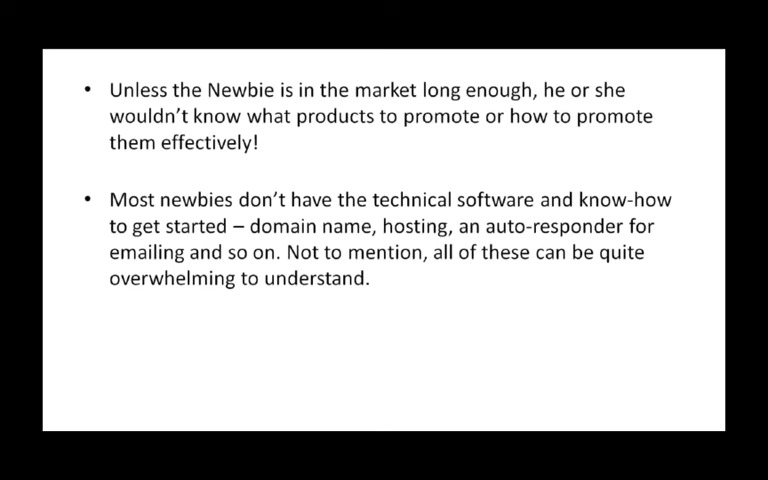 • Unless the Newbie is in the market long enough, he or she
wouldn’t know what products to promote or how to promote
them effectively!
• Most newbies don’t have the technical software and know-how
to get started – domain name, hosting, an auto-responder for
emailing and so on. Not to mention, all of these can be quite
overwhelming to understand.